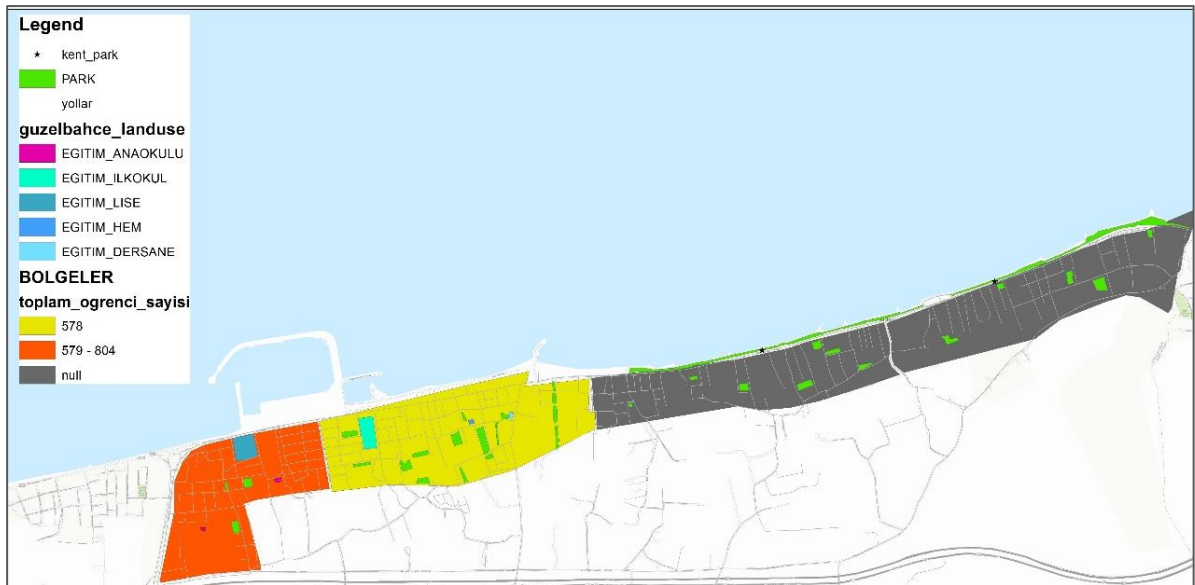 Legend
kent_park
PARK
yollar
guzelbahce_landuse
EGITIM_ANAOKULU
EGITIM_ILKOKUL
EGITIM_LISE
EGITIM_HEM
EGITIM_DERSANE
BOLGELER
toplam_ogrenci_sayisi
578
579 - 804
null